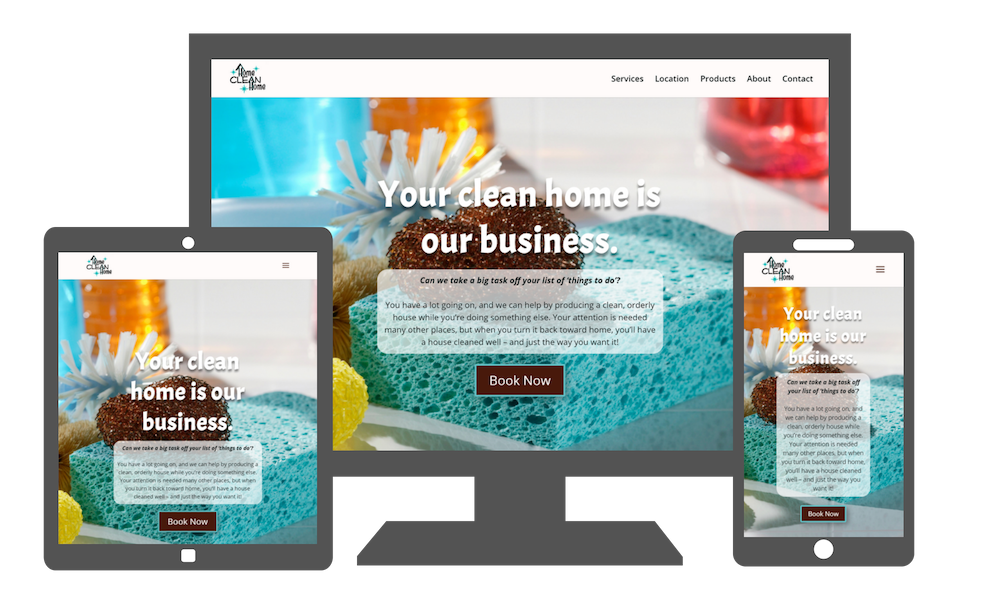 Home
CLEAN
Home
Services Location Products About Contact
Your clean home is
our business.
Can we take a big task off your list of 'things to do'?
You have a lot going on, and we can help by producing a clean, orderly
house while you're doing something else. Your attention is needed
many other places, but when you turn it back toward home, you'll have
a house cleaned well – and just the way you want it!
Book Now
Home
CLEAN
Home
Your clean
home is our
business.
Can we take a big task off your list of 'things to do'?
You have a lot going on, and we can help by producing a
clean, orderly house while you're doing something else.
Your attention is needed many other places, but when
you turn it back toward home, you'll have a house
cleaned well – and just the way you want it!
Book Now
Home
CLEAN
Home
Your clean
home is our
business.
Can we take a big task off
your list of 'things to do'?
You have a lot going on, and
we can help by producing a
clean, orderly house while
you're doing something else.
Your attention is needed
many other places, but when
you turn it back toward home,
you'll have a house cleaned
well – and just the way you
want it!
Book Now